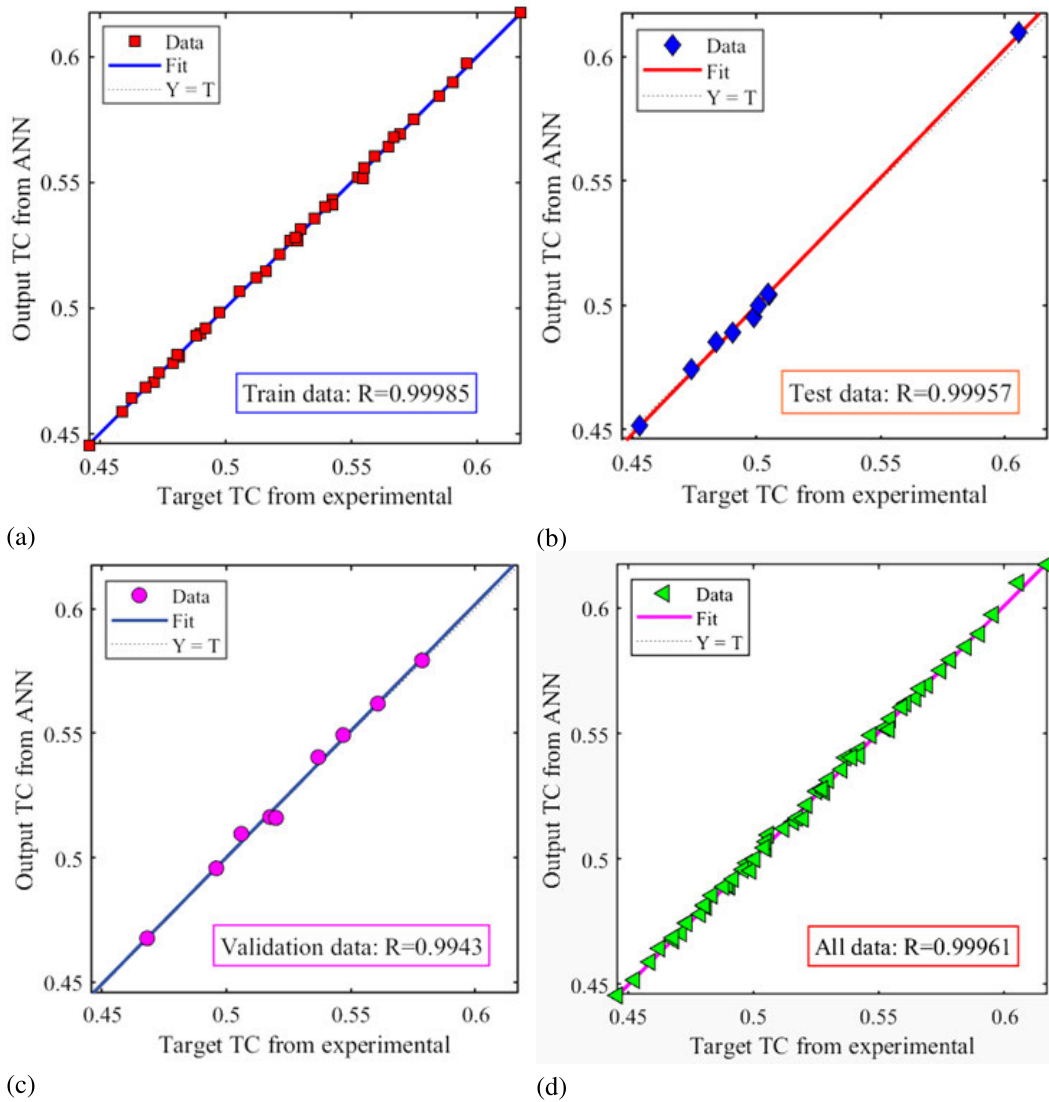 Data
Fit
Y = T
0.6
0.55
0.5
0.45
Output TC from ANN
Train data: R=0.99985
0.45 0.5 0.55 0.6
Target TC from experimental
(a)
Data
Fit
Y = T
0.6
0.55
0.5
0.45
Output TC from ANN
Test data: R=0.99957
0.45 0.5 0.55 0.6
Target TC from experimental
(b)
Data
Fit
Y = T
0.6
0.55
0.5
0.45
Output TC from ANN
Validation data: R=0.9943
0.45 0.5 0.55 0.6
Target TC from experimental
(c)
Data
Fit
Y = T
0.6
0.55
0.5
0.45
Output TC from ANN
All data: R=0.99961
0.45 0.5 0.55 0.6
Target TC from experimental
(d)